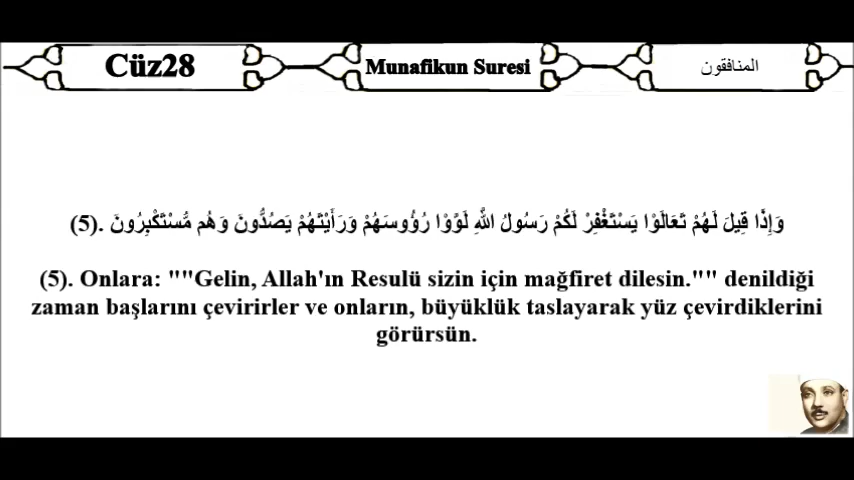 Cüz28
Munafikun Suresi
المنافقون
وَإِذَا قِيلَ لَهُمْ تَعَالَوْا يَسْتَغْفِرْ لَكُمْ رَسُولُ اللَّهِ لَوَّوْا رُؤُوسَهُمْ وَرَأَيْتَهُمْ يَصُدُّونَ وَهُم مُّسْتَكْبِرُونَ .(5)
(5). Onlara: ""Gelin, Allah'ın Resulü sizin için mağfiret dilesin."" denildiği
zaman başlarını çevirirler ve onların, büyüklük taslayarak yüz çevirdiklerini
görürsün.